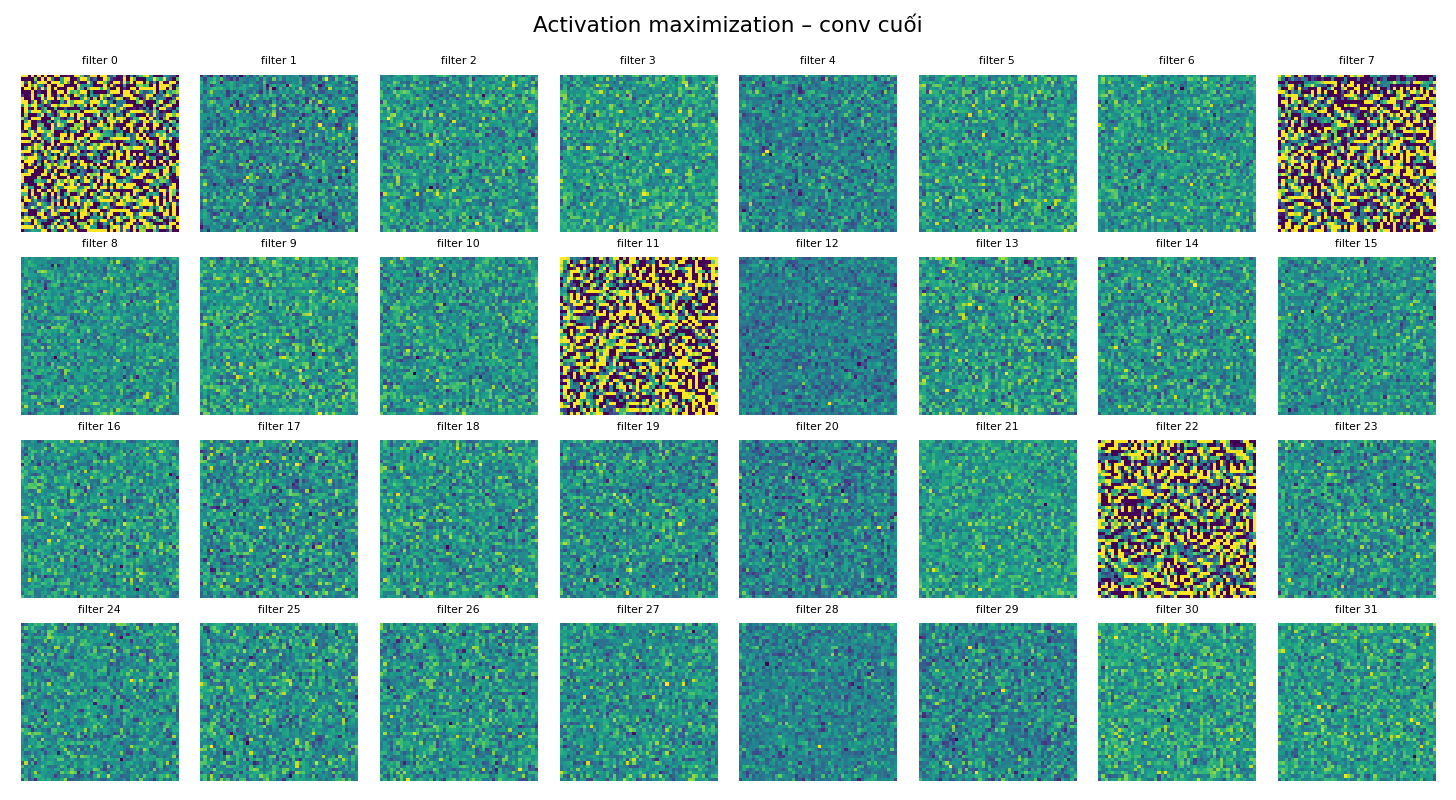 Activation maximization – conv cuối
filter 0 filter 1 filter 2 filter 3 filter 4 filter 5 filter 6 filter 7
filter 8 filter 9 filter 10 filter 11 filter 12 filter 13 filter 14 filter 15
filter 16 filter 17 filter 18 filter 19 filter 20 filter 21 filter 22 filter 23
filter 24 filter 25 filter 26 filter 27 filter 28 filter 29 filter 30 filter 31